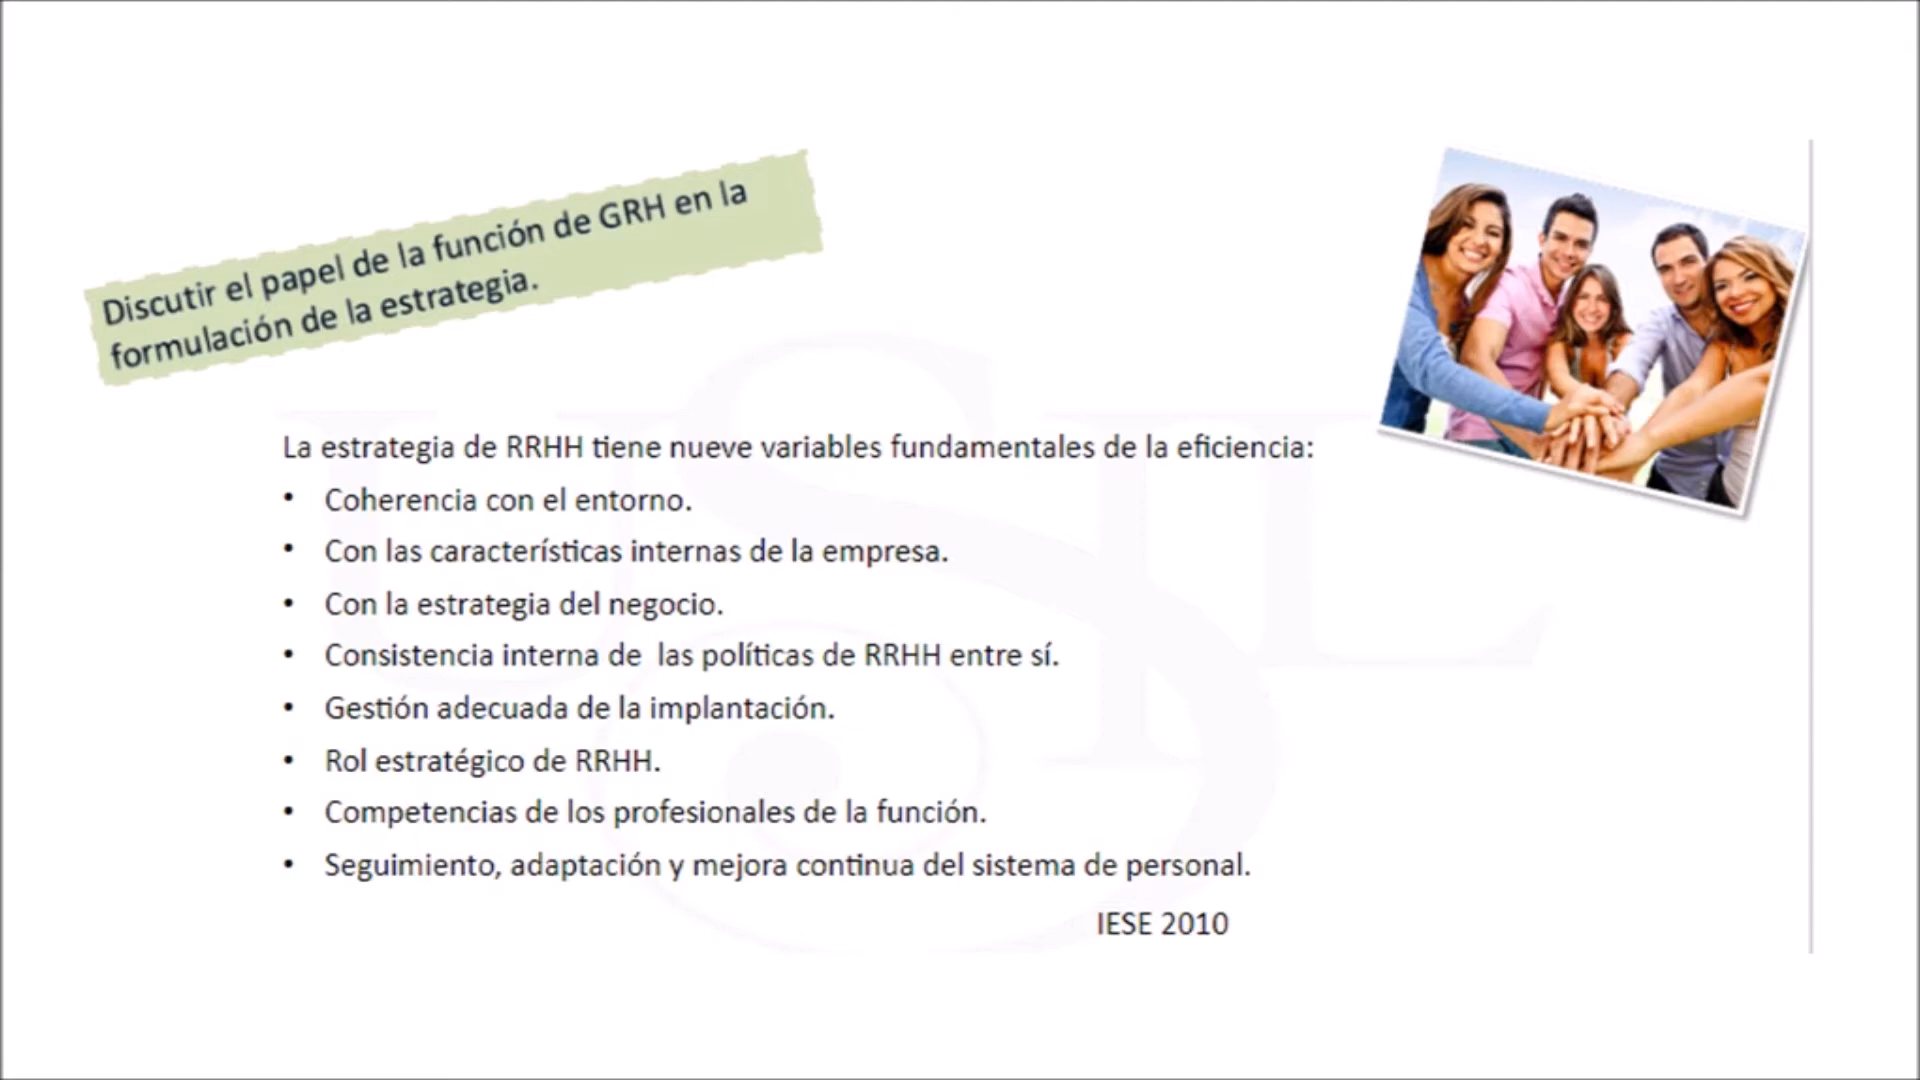 Discutir el papel de la función de GRH en la
formulación de la estrategia.
La estrategia de RRHH tiene nueve variables fundamentales de la eficiencia:
• Coherencia con el entorno.
• Con las características internas de la empresa.
• Con la estrategia del negocio.
• Consistencia interna de  las políticas de RRHH entre sí.
• Gestión adecuada de la implantación.
• Rol estratégico de RRHH.
• Competencias de los profesionales de la función.
• Seguimiento, adaptación y mejora continua del sistema de personal.
IESE 2010
USIL